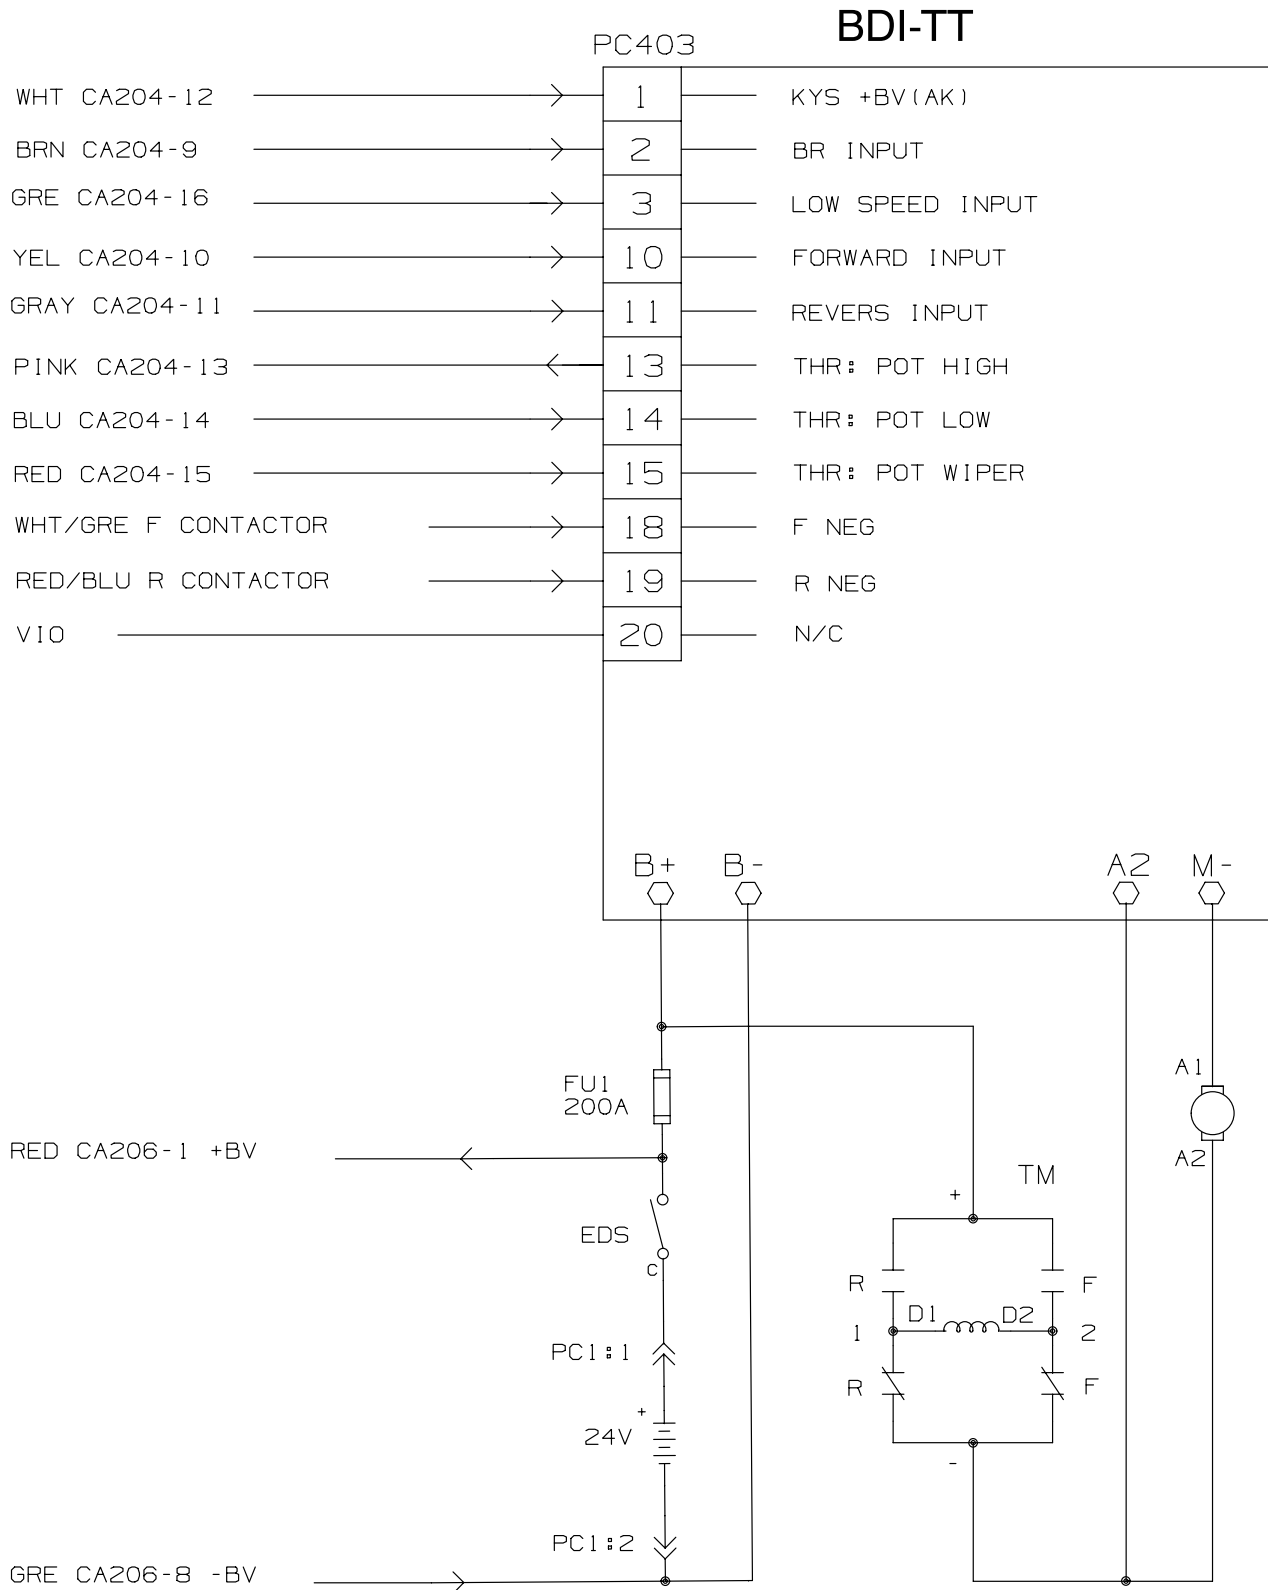 BDI-TT
PC403
WHT CA204-12 1 KYS +BV(AK)
BRN CA204-9 2 BR INPUT
GRE CA204-16 3 LOW SPEED INPUT
YEL CA204-10 10 FORWARD INPUT
GRAY CA204-11 11 REVERS INPUT
PINK CA204-13 13 THR: POT HIGH
BLU CA204-14 14 THR: POT LOW
RED CA204-15 15 THR: POT WIPER
WHT/GRE F CONTACTOR 18 F NEG
RED/BLU R CONTACTOR 19 R NEG
VIO 20 N/C
B+ B- A2 M-
FU1
200A
A1
RED CA206-1 +BV
A2
TM
+
EDS
C
R F
D1 D2
1 2
PC1:1
R F
+
24V
-
PC1:2
GRE CA206-8 -BV